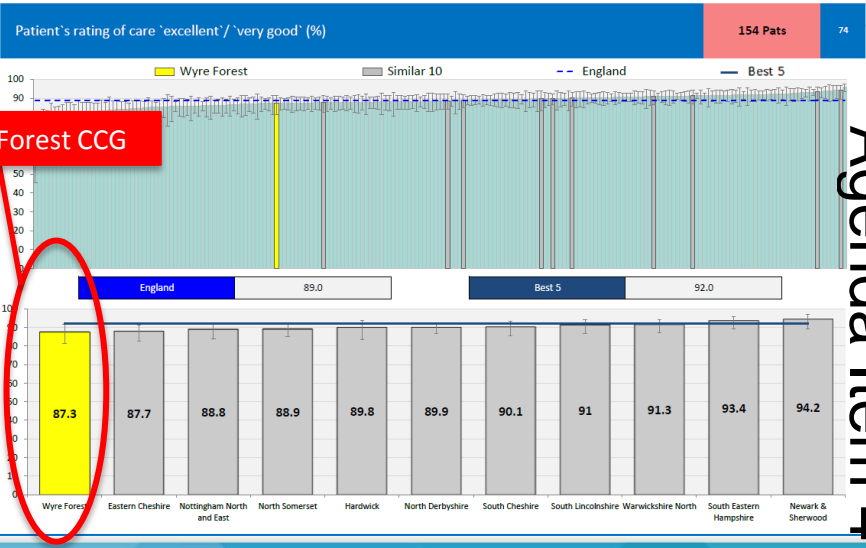 Patient`s rating of care `excellent`/ `very good` (%)
154 Pats
74
Wyre Forest
Similar 10
England
Best 5
100
90
Forest CCG
50
40
30
20
England
89.0
Best 5
92.0
87.3
87.7
88.8
88.9
89.8
89.9
90.1
91
91.3
93.4
94.2
Wyre Forest
Eastern Cheshire
Nottingham North
and East
North Somerset
Hardwick
North Derbyshire
South Cheshire
South Lincolnshire
Warwickshire North
South Eastern
Hampshire
Newark &
Sherwood
Agenda Item